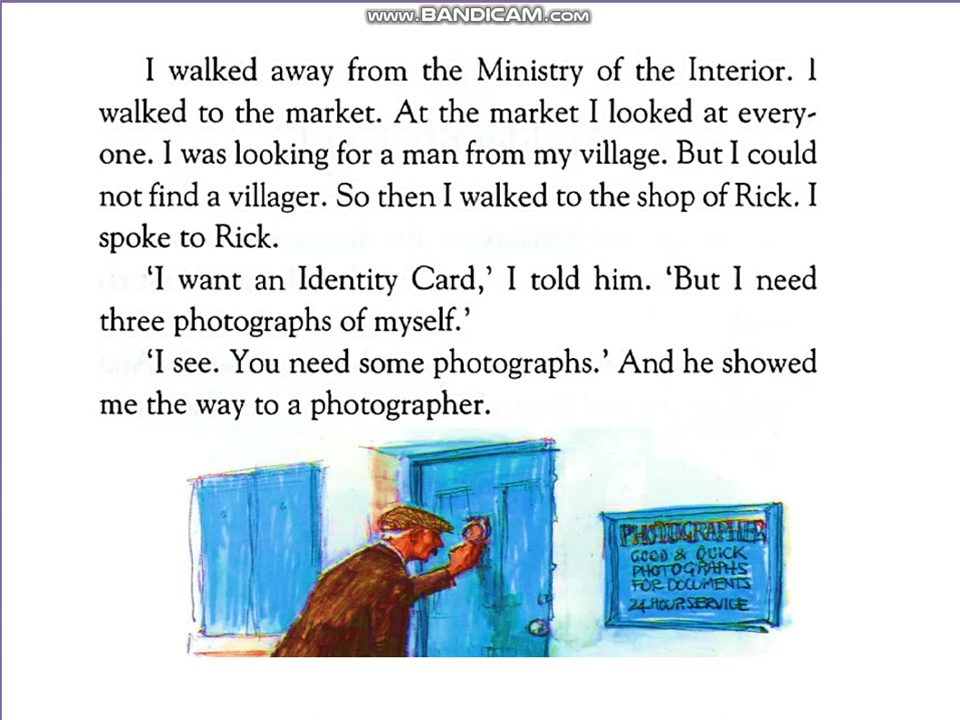 www.BANDICAM.com
I walked away from the Ministry of the Interior. I
walked to the market. At the market I looked at every-
one. I was looking for a man from my village. But I could
not find a villager. So then I walked to the shop of Rick. I
spoke to Rick.
‘I want an Identity Card,’ I told him. ‘But I need
three photographs of myself.’
‘I see. You need some photographs.’ And he showed
me the way to a photographer.
PHOTOGRAPHER
GOOD & QUICK
PHOTOGRAPHS
FOR DOCUMENTS
24 HOUR SERVICE